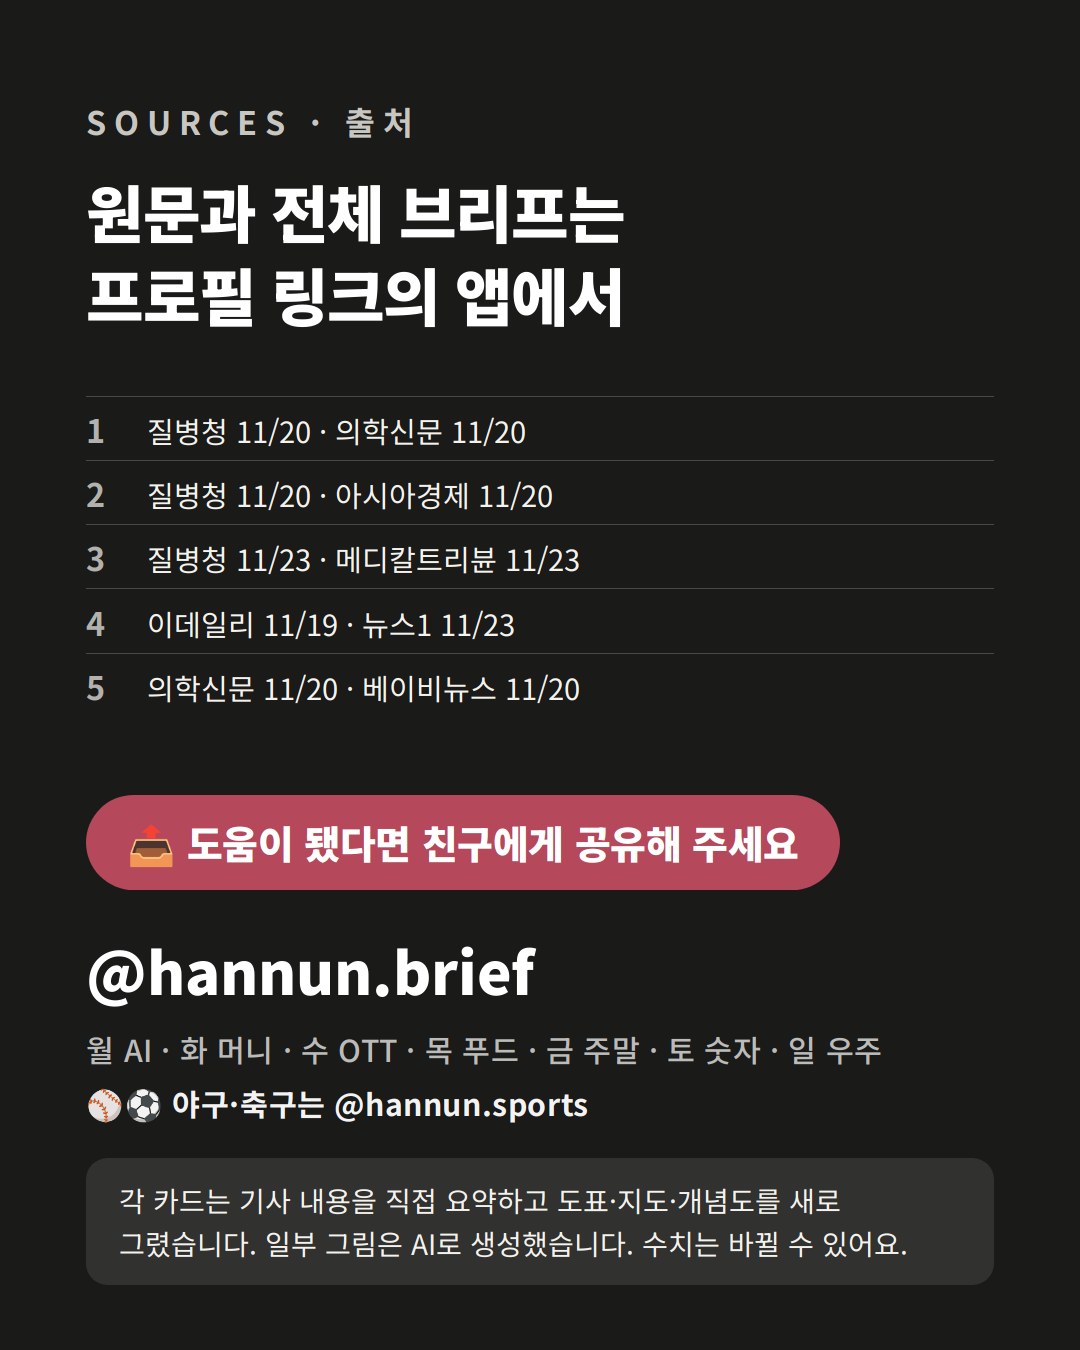 SOURCES · 출처
원문과 전체 브리프는
프로필 링크의 앱에서
1 질병청 11/20 · 의학신문 11/20
2 질병청 11/20 · 아시아경제 11/20
3 질병청 11/23 · 메디칼트리뷴 11/23
4 이데일리 11/19 · 뉴스1 11/23
5 의학신문 11/20 · 베이비뉴스 11/20
📤 도움이 됐다면 친구에게 공유해 주세요
@hannun.brief
월 AI · 화 머니 · 수 OTT · 목 푸드 · 금 주말 · 토 숫자 · 일 우주
⚾⚽ 야구·축구는 @hannun.sports
각 카드는 기사 내용을 직접 요약하고 도표·지도·개념도를 새로
그렸습니다. 일부 그림은 AI로 생성했습니다. 수치는 바뀔 수 있어요.